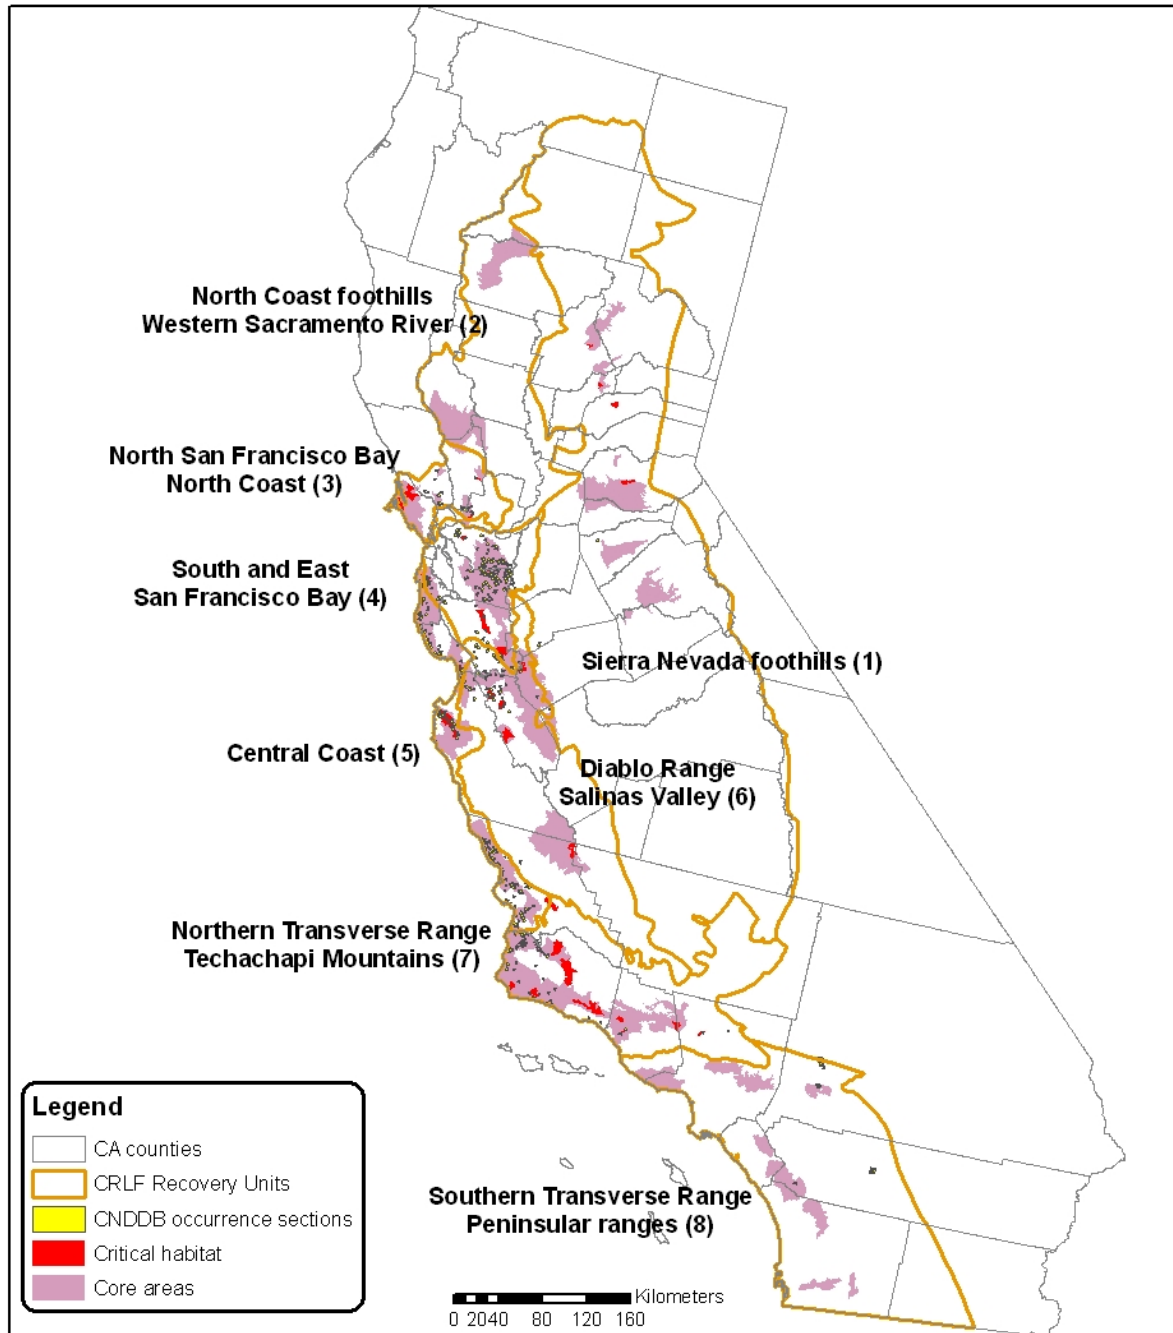 North Coast foothills
Western Sacramento River (2)
North San Francisco Bay
North Coast (3)
South and East
San Francisco Bay (4)
Sierra Nevada foothills (1)
Central Coast (5)
Diablo Range
Salinas Valley (6)
Northern Transverse Range
Techachapi Mountains (7)
Southern Transverse Range
Peninsular ranges (8)
Legend
CA counties
CRLF Recovery Units
CNDDB occurrence sections
Critical habitat
Core areas
Kilometers
0 20 40 80 120 160